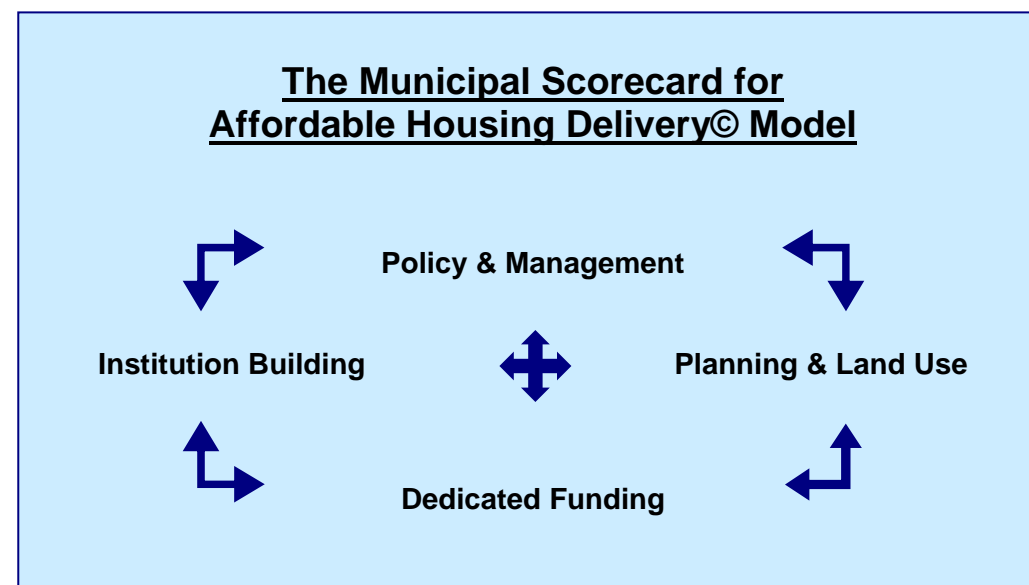 The Municipal Scorecard for
Affordable Housing Delivery© Model
Policy & Management
Institution Building
Planning & Land Use
Dedicated Funding